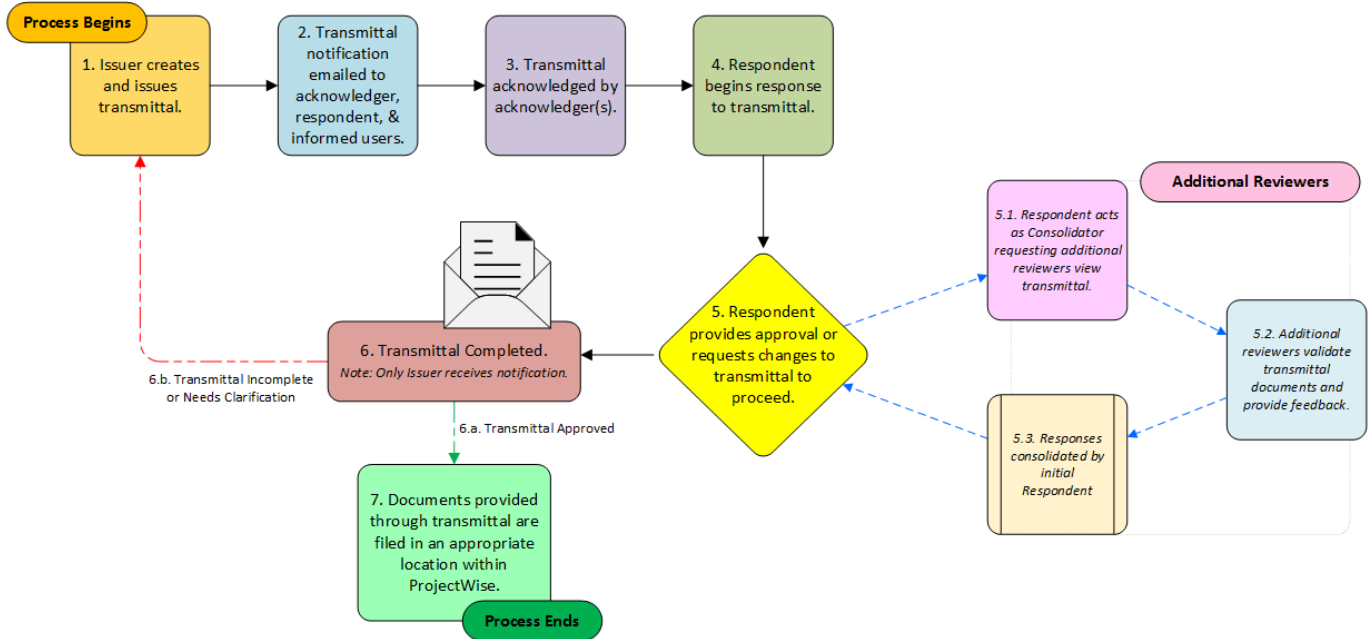 Process Begins
1. Issuer creates
and issues
transmittal.
2. Transmittal
notification
emailed to
acknowledger,
respondent, &
informed users.
3. Transmittal
acknowledged by
acknowledger(s).
4. Respondent
begins response
to transmittal.
Additional Reviewers
5.1. Respondent acts
as Consolidator
requesting additional
reviewers view
transmittal.
5.2. Additional
reviewers validate
transmittal
documents and
provide feedback.
5.3. Responses
consolidated by
initial
Respondent
5. Respondent
provides approval or
requests changes to
transmittal to
proceed.
6. Transmittal Completed.
Note: Only Issuer receives notification.
6.b. Transmittal Incomplete
or Needs Clarification
6.a. Transmittal Approved
7. Documents provided
through transmittal are
filed in an appropriate
location within
ProjectWise.
Process Ends